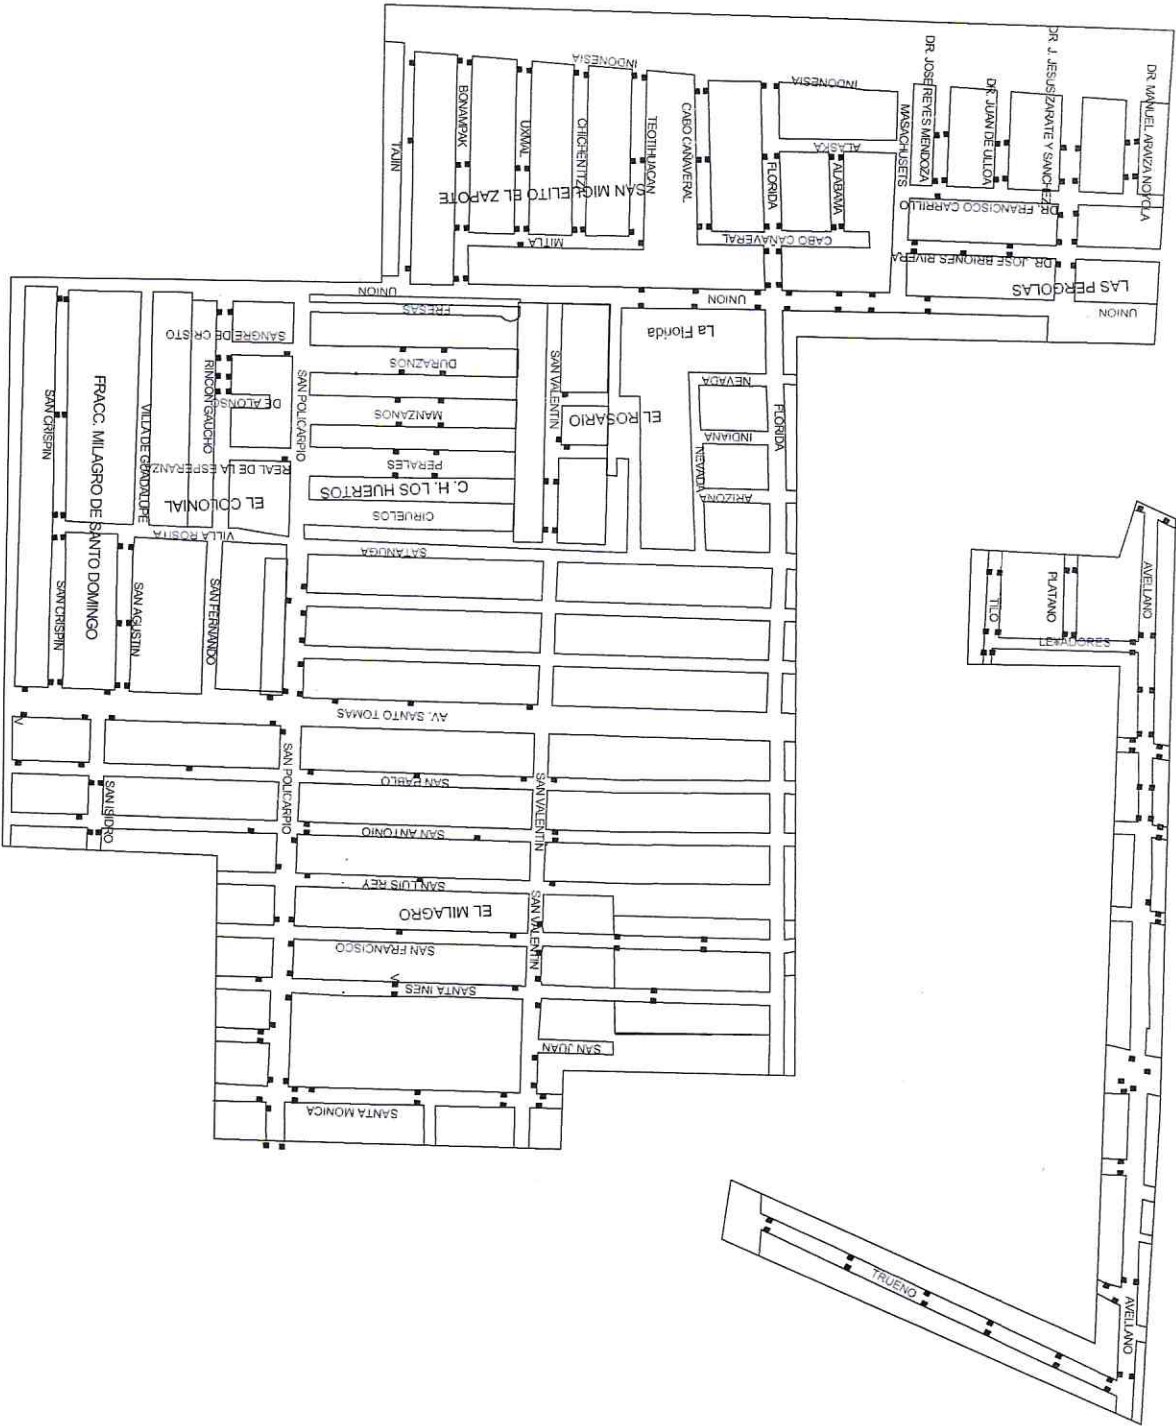 INDONESIA
INDONESIA
DR. JOSE REYES MENDOZA
DR. JUAN DE ULLOA
DR. J. JESUS ZARATE Y SANCHEZ
DR. MANUEL ARAIZA NOYOLA
TAJIN
BONAMPAK
UXMAL
CHICHEN ITZA
TEOTIHUACAN
CABO CAÑAVERAL
FLORIDA
ALASKA
ALABAMA
MASACHUSETS
SAN MIGUELITO EL ZAPOTE
DR. FRANCISCO CARRILLO
MITLA
CABO CAÑAVERAL
DR. JOSE BRIONES RIVERA
LAS PERGOLAS
UNION
UNION
UNION
FRESAS
La Florida
SANGRE DE CRISTO
DURAZNOS
SAN VALENTIN
NEVADA
SAN CRISPIN
FRACC. MILAGRO DE SANTO DOMINGO
VILLA DE GUADALUPE
RINCON GAUCHO
DE ALONSO
SAN POLICARPIO
MANZANOS
EL ROSARIO
FLORIDA
INDIANA
NEVADA
REAL DE LA ESPERANZ
PERALES
C. H. LOS HUERTOS
ARIZONA
EL COLONIAL
CIRUELOS
VILLA ROSITA
SATANUGA
SAN CRISPIN
SAN AGUSTIN
SAN FERNANDO
AVELLANO
PLATANO
TILO
AV. SANTO TOMAS
SAN POLICARPIO
SAN PABLO
SAN VALENTIN
SAN ISIDRO
SAN ANTONIO
SAN LUIS REY
EL MILAGRO
SAN VALENTIN
SAN FRANCISCO
SANTA INES
SAN JUAN
SANTA MONICA
TRUENO
AVELLANO